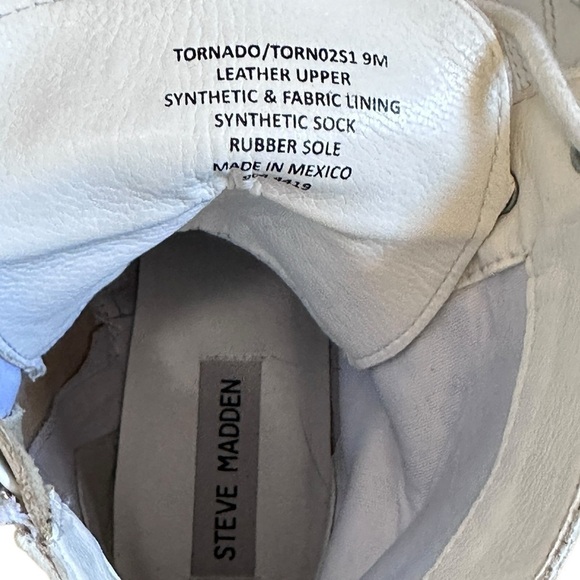 TORNADO/TORN02S1 9M
LEATHER UPPER
SYNTHETIC & FABRIC LINING
SYNTHETIC SOCK
RUBBER SOLE
MADE IN MEXICO
STEVE MADDEN